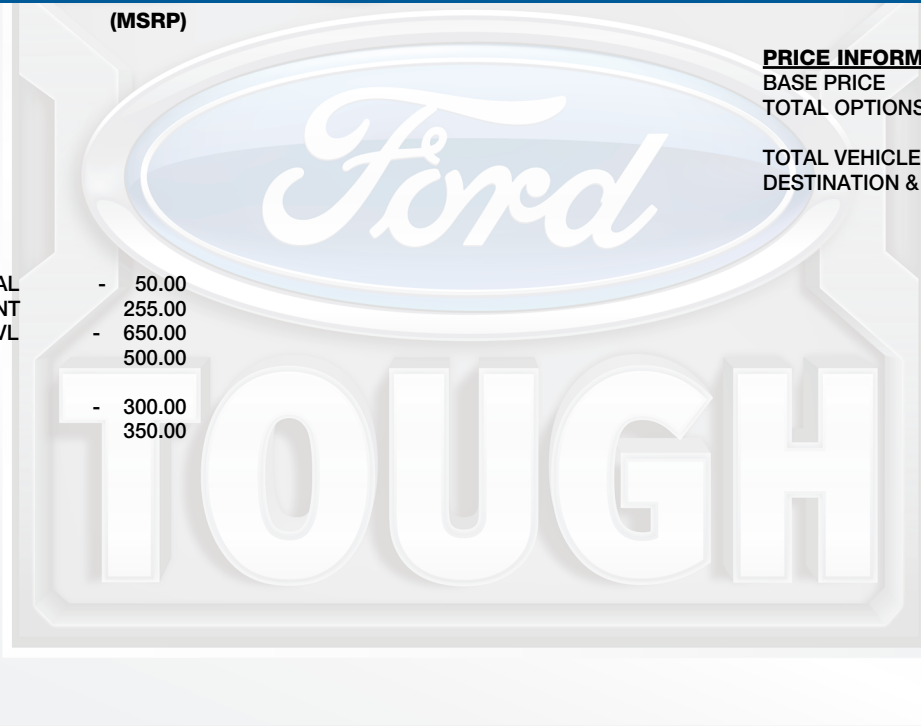 (MSRP)
PRICE INFORM
BASE PRICE
TOTAL OPTIONS
TOTAL VEHICLE
DESTINATION &
Ford
AL - 50.00
NT 255.00
VL - 650.00
500.00
- 300.00
350.00
TOUGH